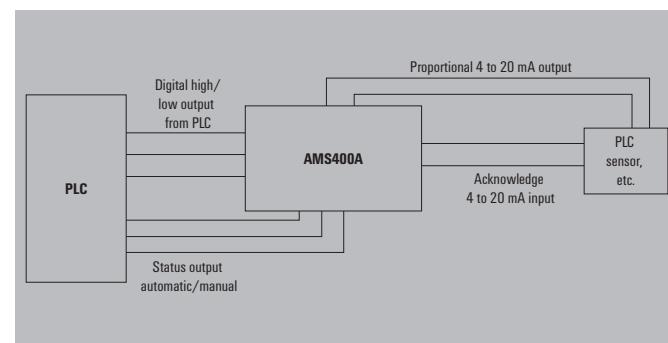 Proportional 4 to 20 mA output
Digital high/
low output
from PLC
PLC
AMS400A
PLC
sensor,
etc.
Acknowledge
4 to 20 mA input
Status output
automatic/manual